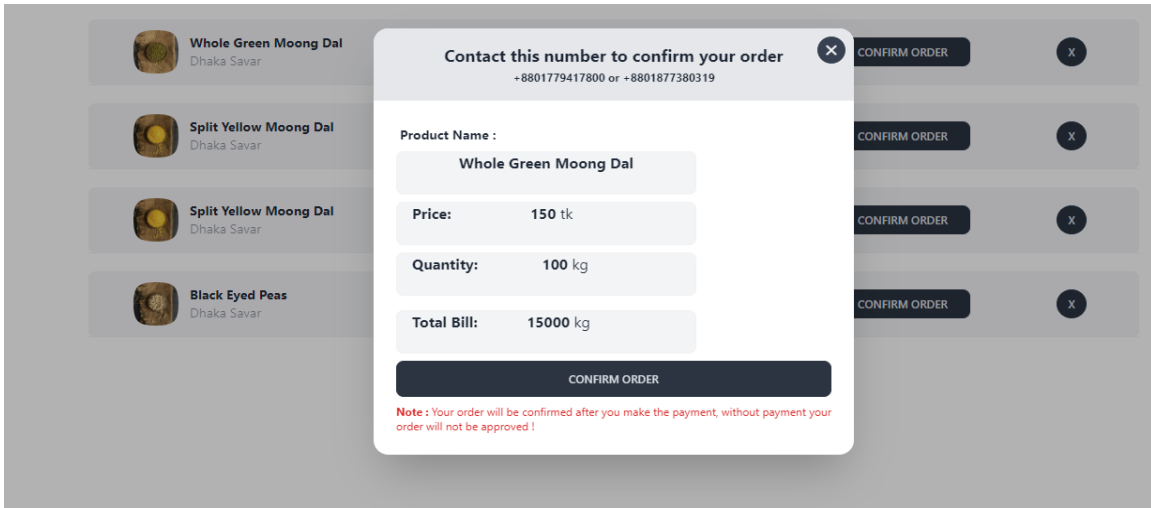 Whole Green Moong Dal
Dhaka Savar
CONFIRM ORDER
X
Split Yellow Moong Dal
Dhaka Savar
CONFIRM ORDER
X
Split Yellow Moong Dal
Dhaka Savar
CONFIRM ORDER
X
Black Eyed Peas
Dhaka Savar
CONFIRM ORDER
X
Contact this number to confirm your order
+8801779417800 or +8801877380319
✕
Product Name :
Whole Green Moong Dal
Price: 150 tk
Quantity: 100 kg
Total Bill: 15000 kg
CONFIRM ORDER
Note : Your order will be confirmed after you make the payment, without payment your
order will not be approved !